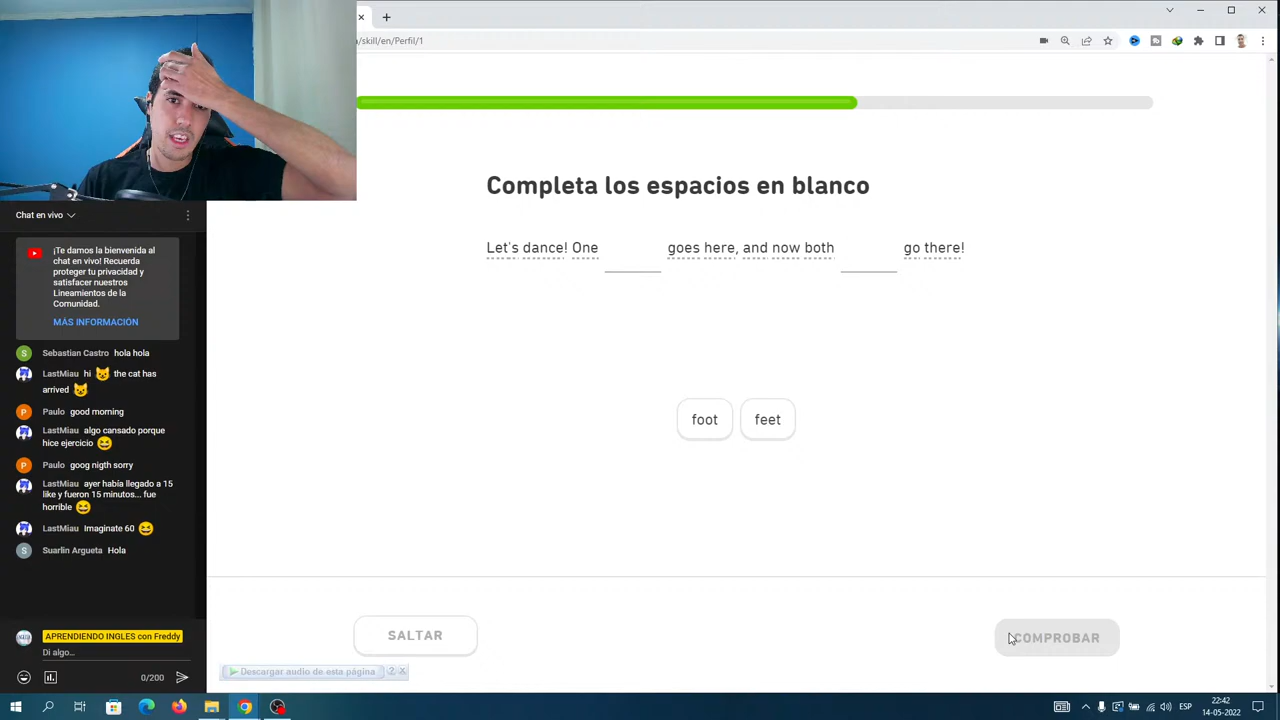 /skill/en/Perfil/1
Completa los espacios en blanco
Let's dance! One goes here, and now both go there!
foot feet
SALTAR
COMPROBAR
Descargar audio de esta página
Chat en vivo
¡Te damos la bienvenida al
chat en vivo! Recuerda
proteger tu privacidad y
satisfacer nuestros
Lineamientos de la
Comunidad.
MÁS INFORMACIÓN
Sebastian Castro hola hola
LastMiau hi the cat has
arrived
Paulo good morning
LastMiau algo cansado porque
hice ejercicio
Paulo goog nigth sorry
LastMiau ayer había llegado a 15
like y fueron 15 minutos... fue
horrible
LastMiau Imaginate 60
Suarlin Argueta Hola
APRENDIENDO INGLES con Freddy
Di algo...
0/200
ESP
22:42
14-05-2022